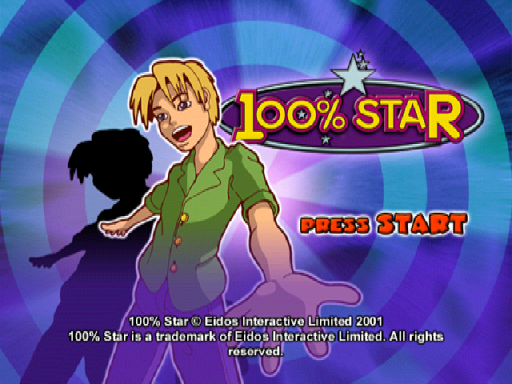 100% STAR
PRESS START
100% Star © Eidos Interactive Limited 2001
100% Star is a trademark of Eidos Interactive Limited. All rights
reserved.